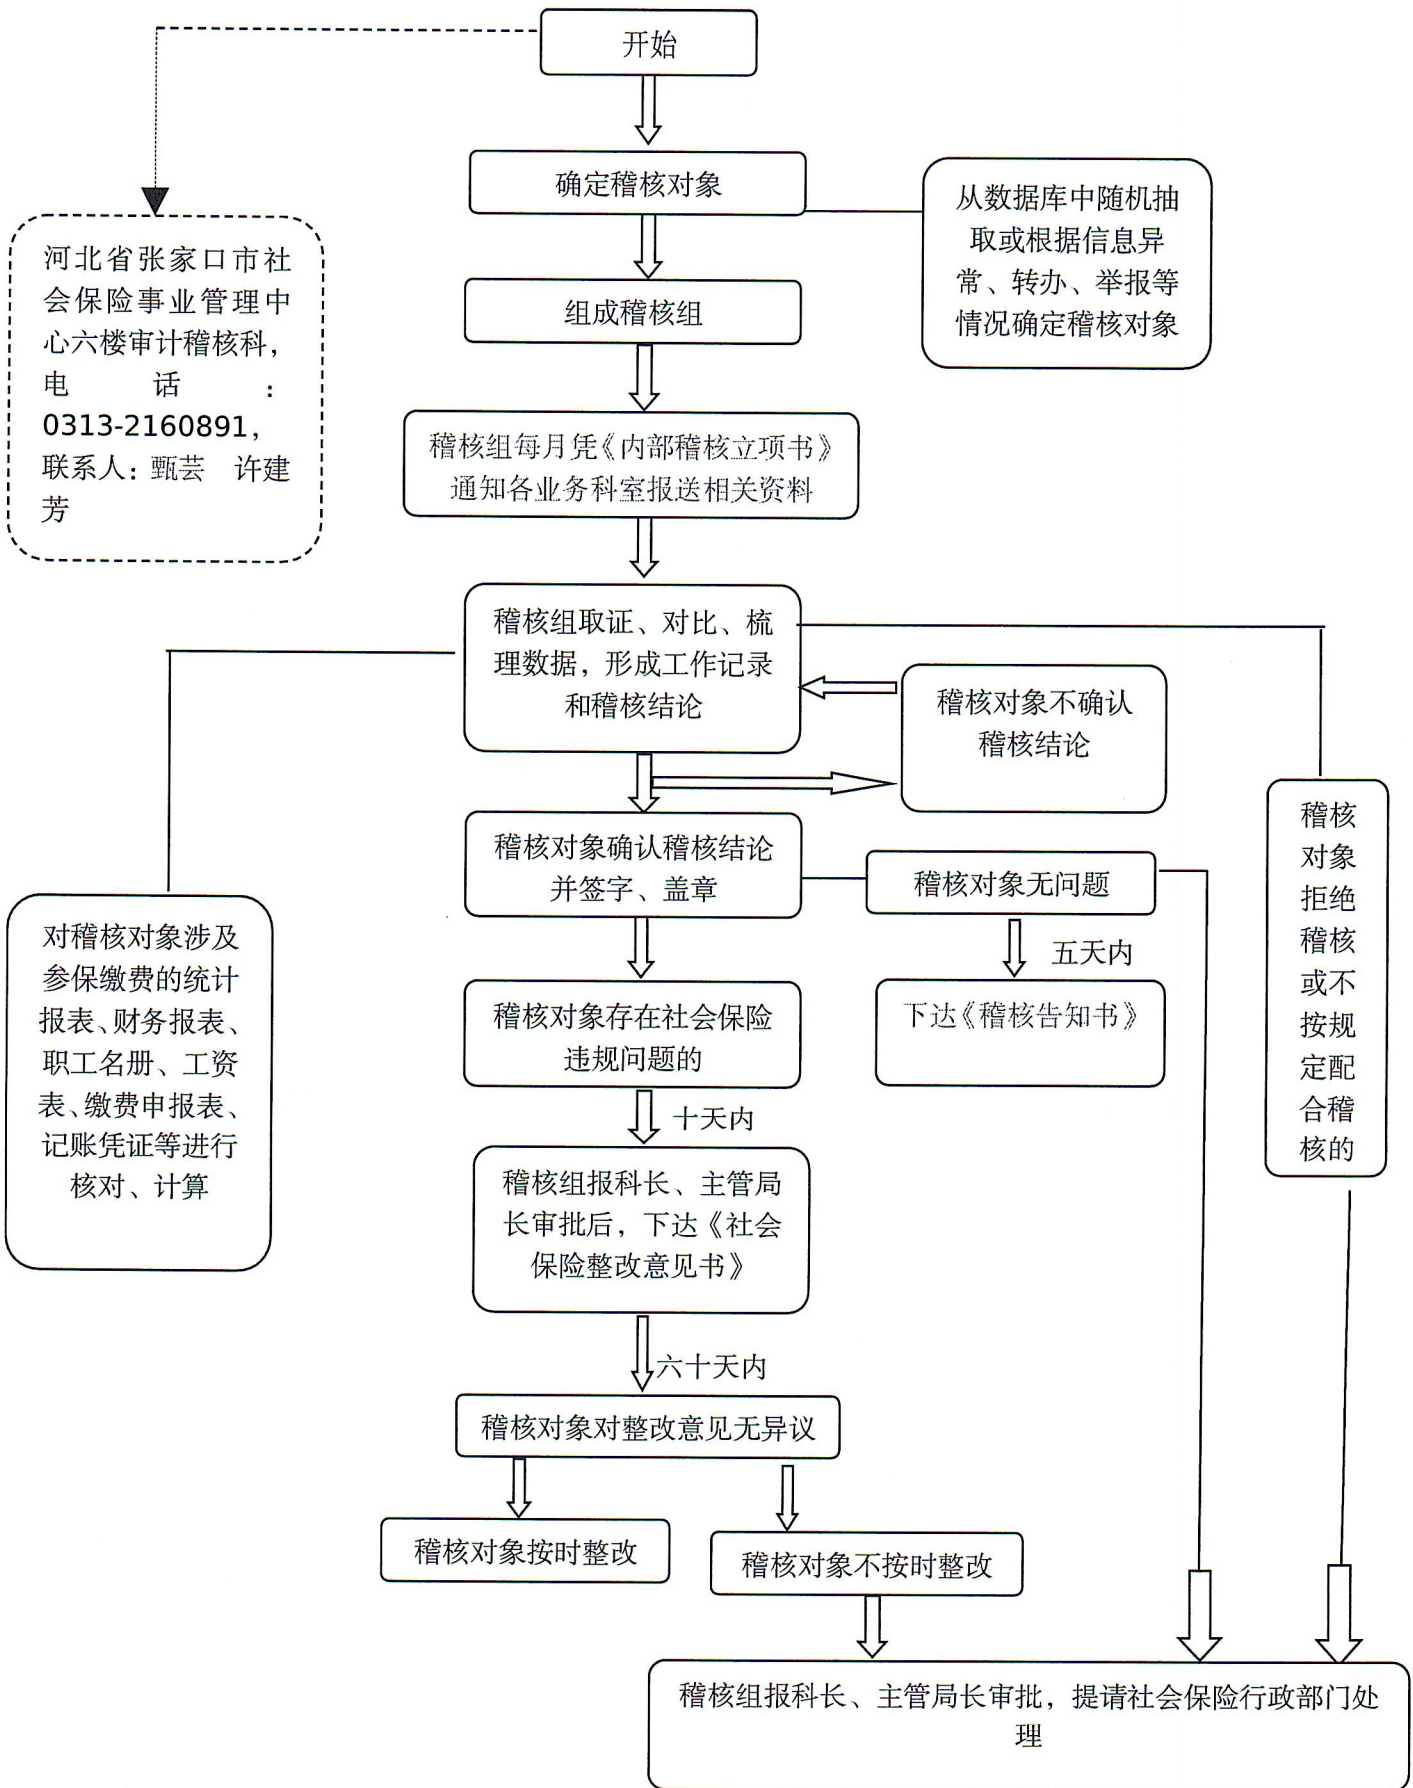 开始
确定稽核对象
从数据库中随机抽
取或根据信息异
常、转办、举报等
情况确定稽核对象
河北省张家口市社
会保险事业管理中
心六楼审计稽核科，
电话：
0313-2160891，
联系人：甄芸　许建
芳
组成稽核组
稽核组每月凭《内部稽核立项书》
通知各业务科室报送相关资料
稽核组取证、对比、梳
理数据，形成工作记录
和稽核结论
稽核对象不确认
稽核结论
稽核对象确认稽核结论
并签字、盖章
稽核对象无问题
五天内
下达《稽核告知书》
稽核
对象
拒绝
稽核
或不
按规
定配
合稽
核的
对稽核对象涉及
参保缴费的统计
报表、财务报表、
职工名册、工资
表、缴费申报表、
记账凭证等进行
核对、计算
稽核对象存在社会保险
违规问题的
十天内
稽核组报科长、主管局
长审批后，下达《社会
保险整改意见书》
六十天内
稽核对象对整改意见无异议
稽核对象按时整改
稽核对象不按时整改
稽核组报科长、主管局长审批，提请社会保险行政部门处
理